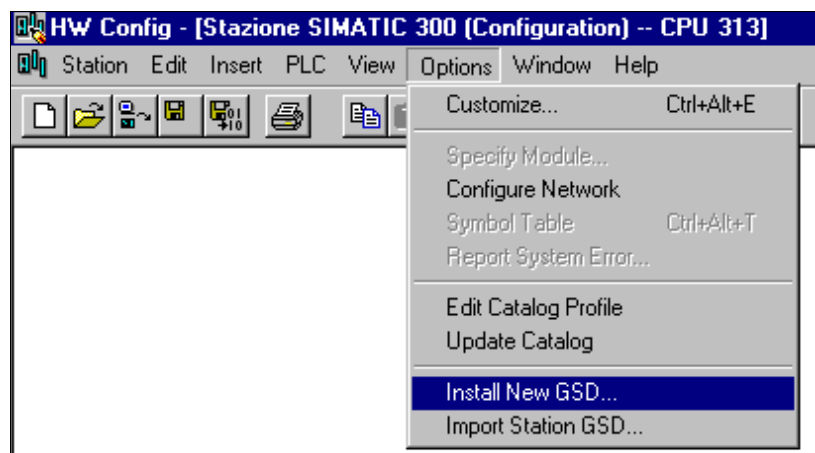 HW Config - [Stazione SIMATIC 300 (Configuration) -- CPU 313]
Station Edit Insert PLC View Options Window Help
Customize... Ctrl+Alt+E
Specify Module...
Configure Network
Symbol Table Ctrl+Alt+T
Report System Error...
Edit Catalog Profile
Update Catalog
Install New GSD...
Import Station GSD...